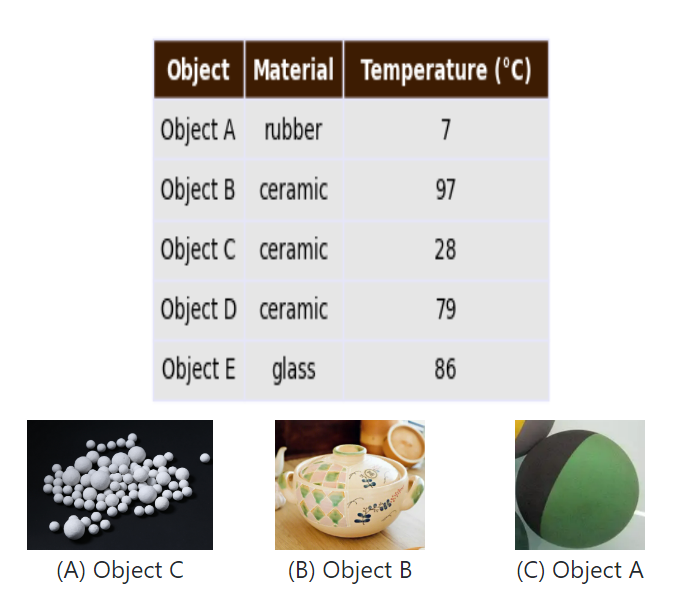 Object Material Temperature (°C)
Object A rubber 7
Object B ceramic 97
Object C ceramic 28
Object D ceramic 79
Object E glass 86
(A) Object C (B) Object B (C) Object A